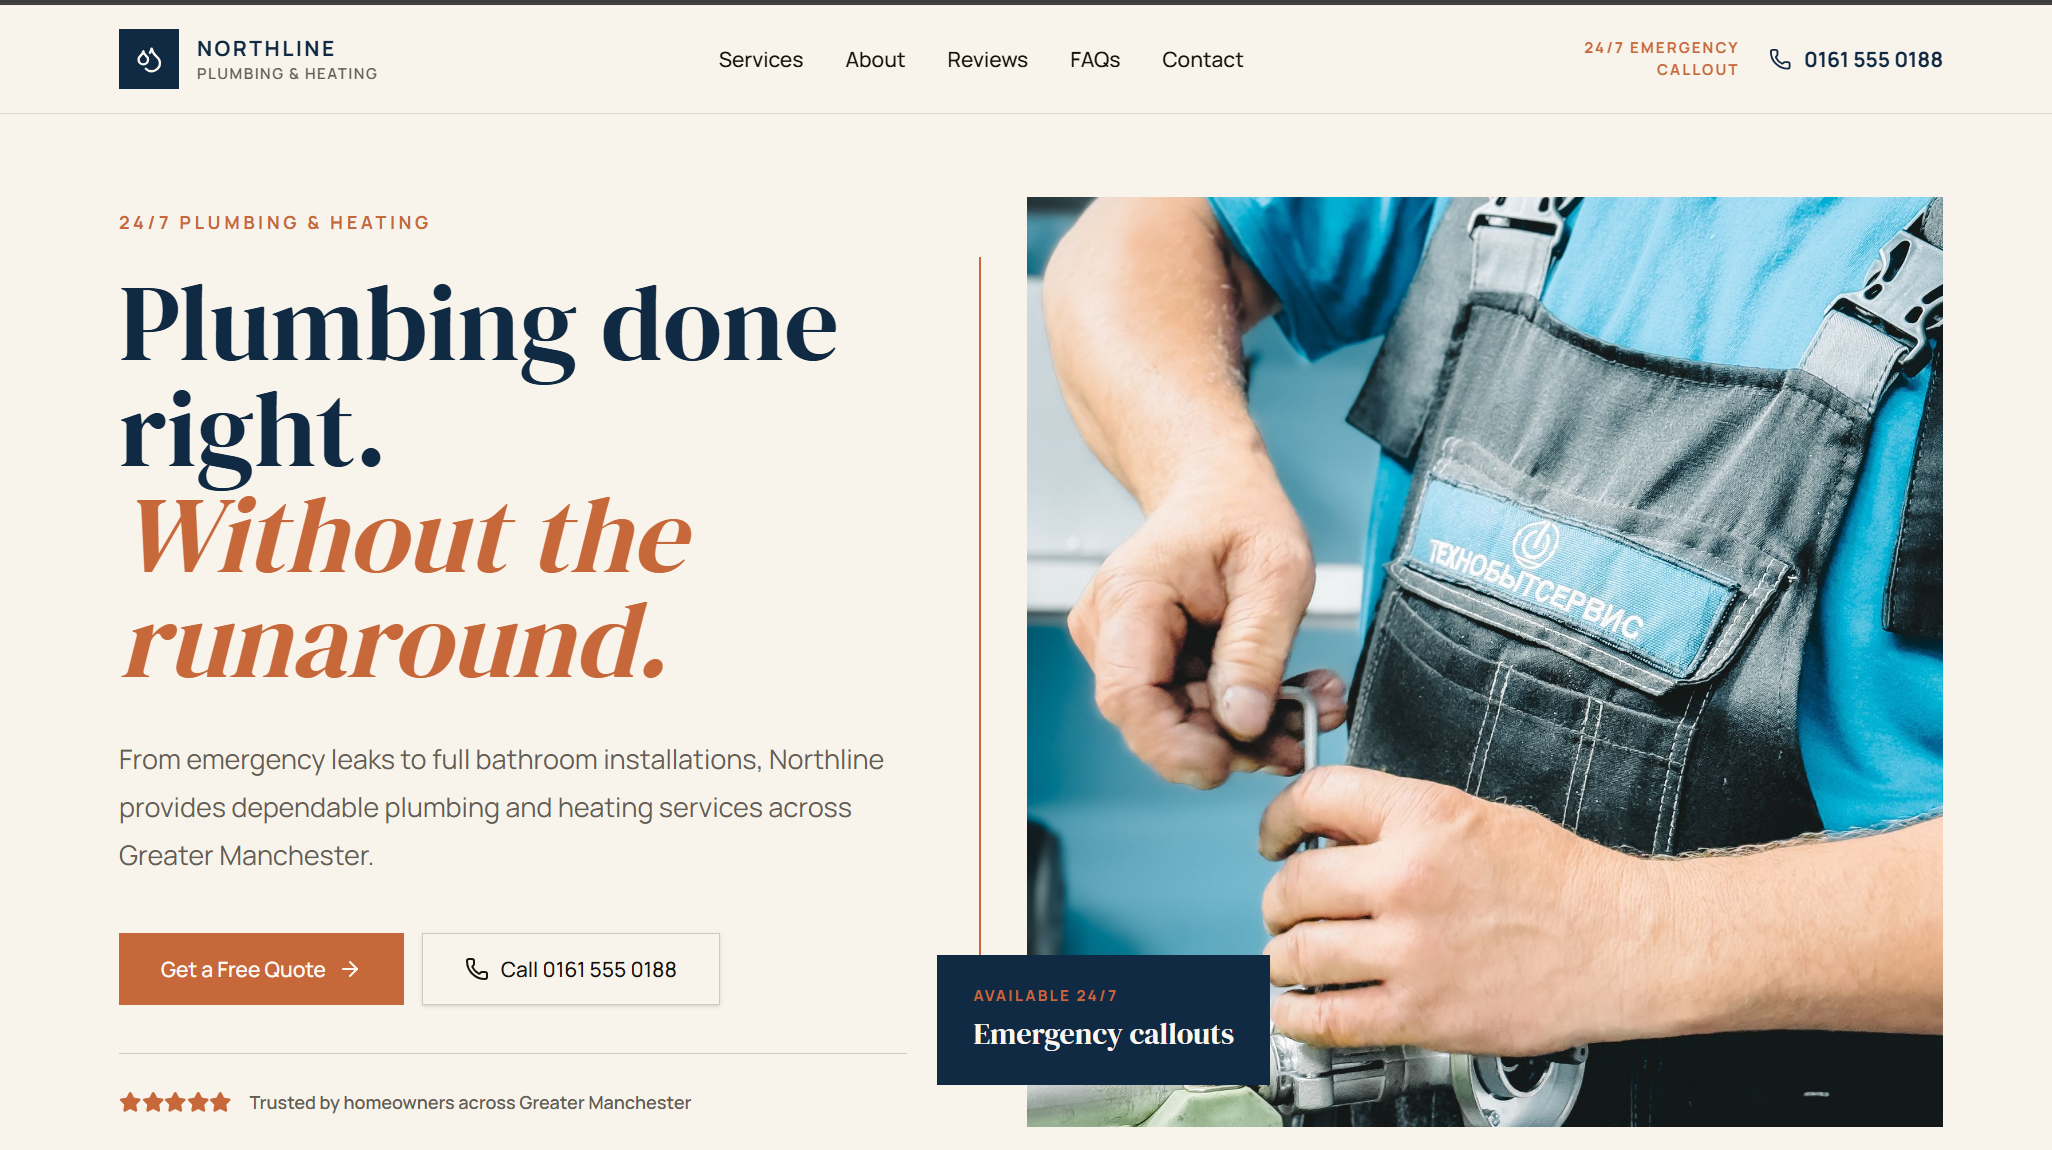 NORTHLINE
PLUMBING & HEATING
Services
About
Reviews
FAQs
Contact
24/7 EMERGENCY
CALLOUT
0161 555 0188
24/7 PLUMBING & HEATING
Plumbing done
right.
Without the
runaround.
From emergency leaks to full bathroom installations, Northline
provides dependable plumbing and heating services across
Greater Manchester.
Get a Free Quote
Call 0161 555 0188
Trusted by homeowners across Greater Manchester
ТЕХНОБЫТСЕРВИС
AVAILABLE 24/7
Emergency callouts